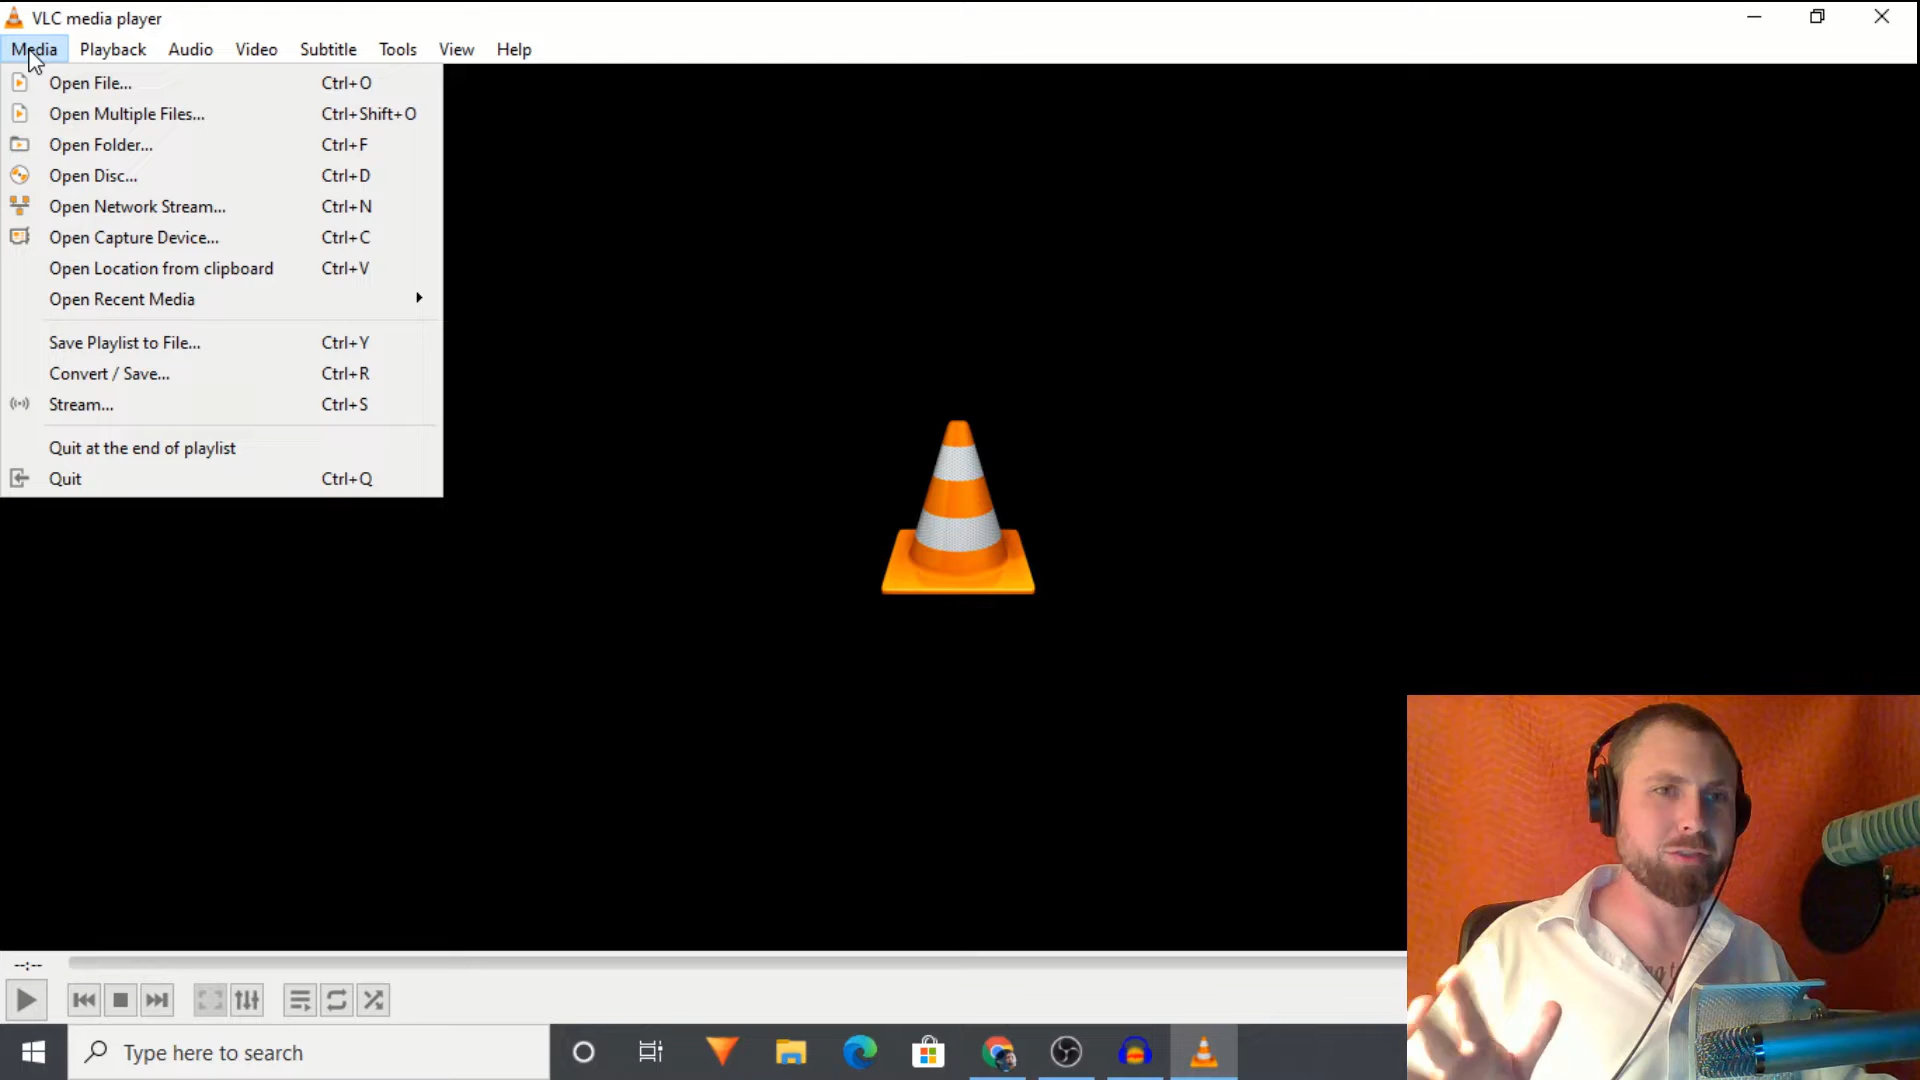 VLC media player
Media Playback Audio Video Subtitle Tools View Help
Open File... Ctrl+O
Open Multiple Files... Ctrl+Shift+O
Open Folder... Ctrl+F
Open Disc... Ctrl+D
Open Network Stream... Ctrl+N
Open Capture Device... Ctrl+C
Open Location from clipboard Ctrl+V
Open Recent Media
Save Playlist to File... Ctrl+Y
Convert / Save... Ctrl+R
Stream... Ctrl+S
Quit at the end of playlist
Quit Ctrl+Q
--:--
Type here to search